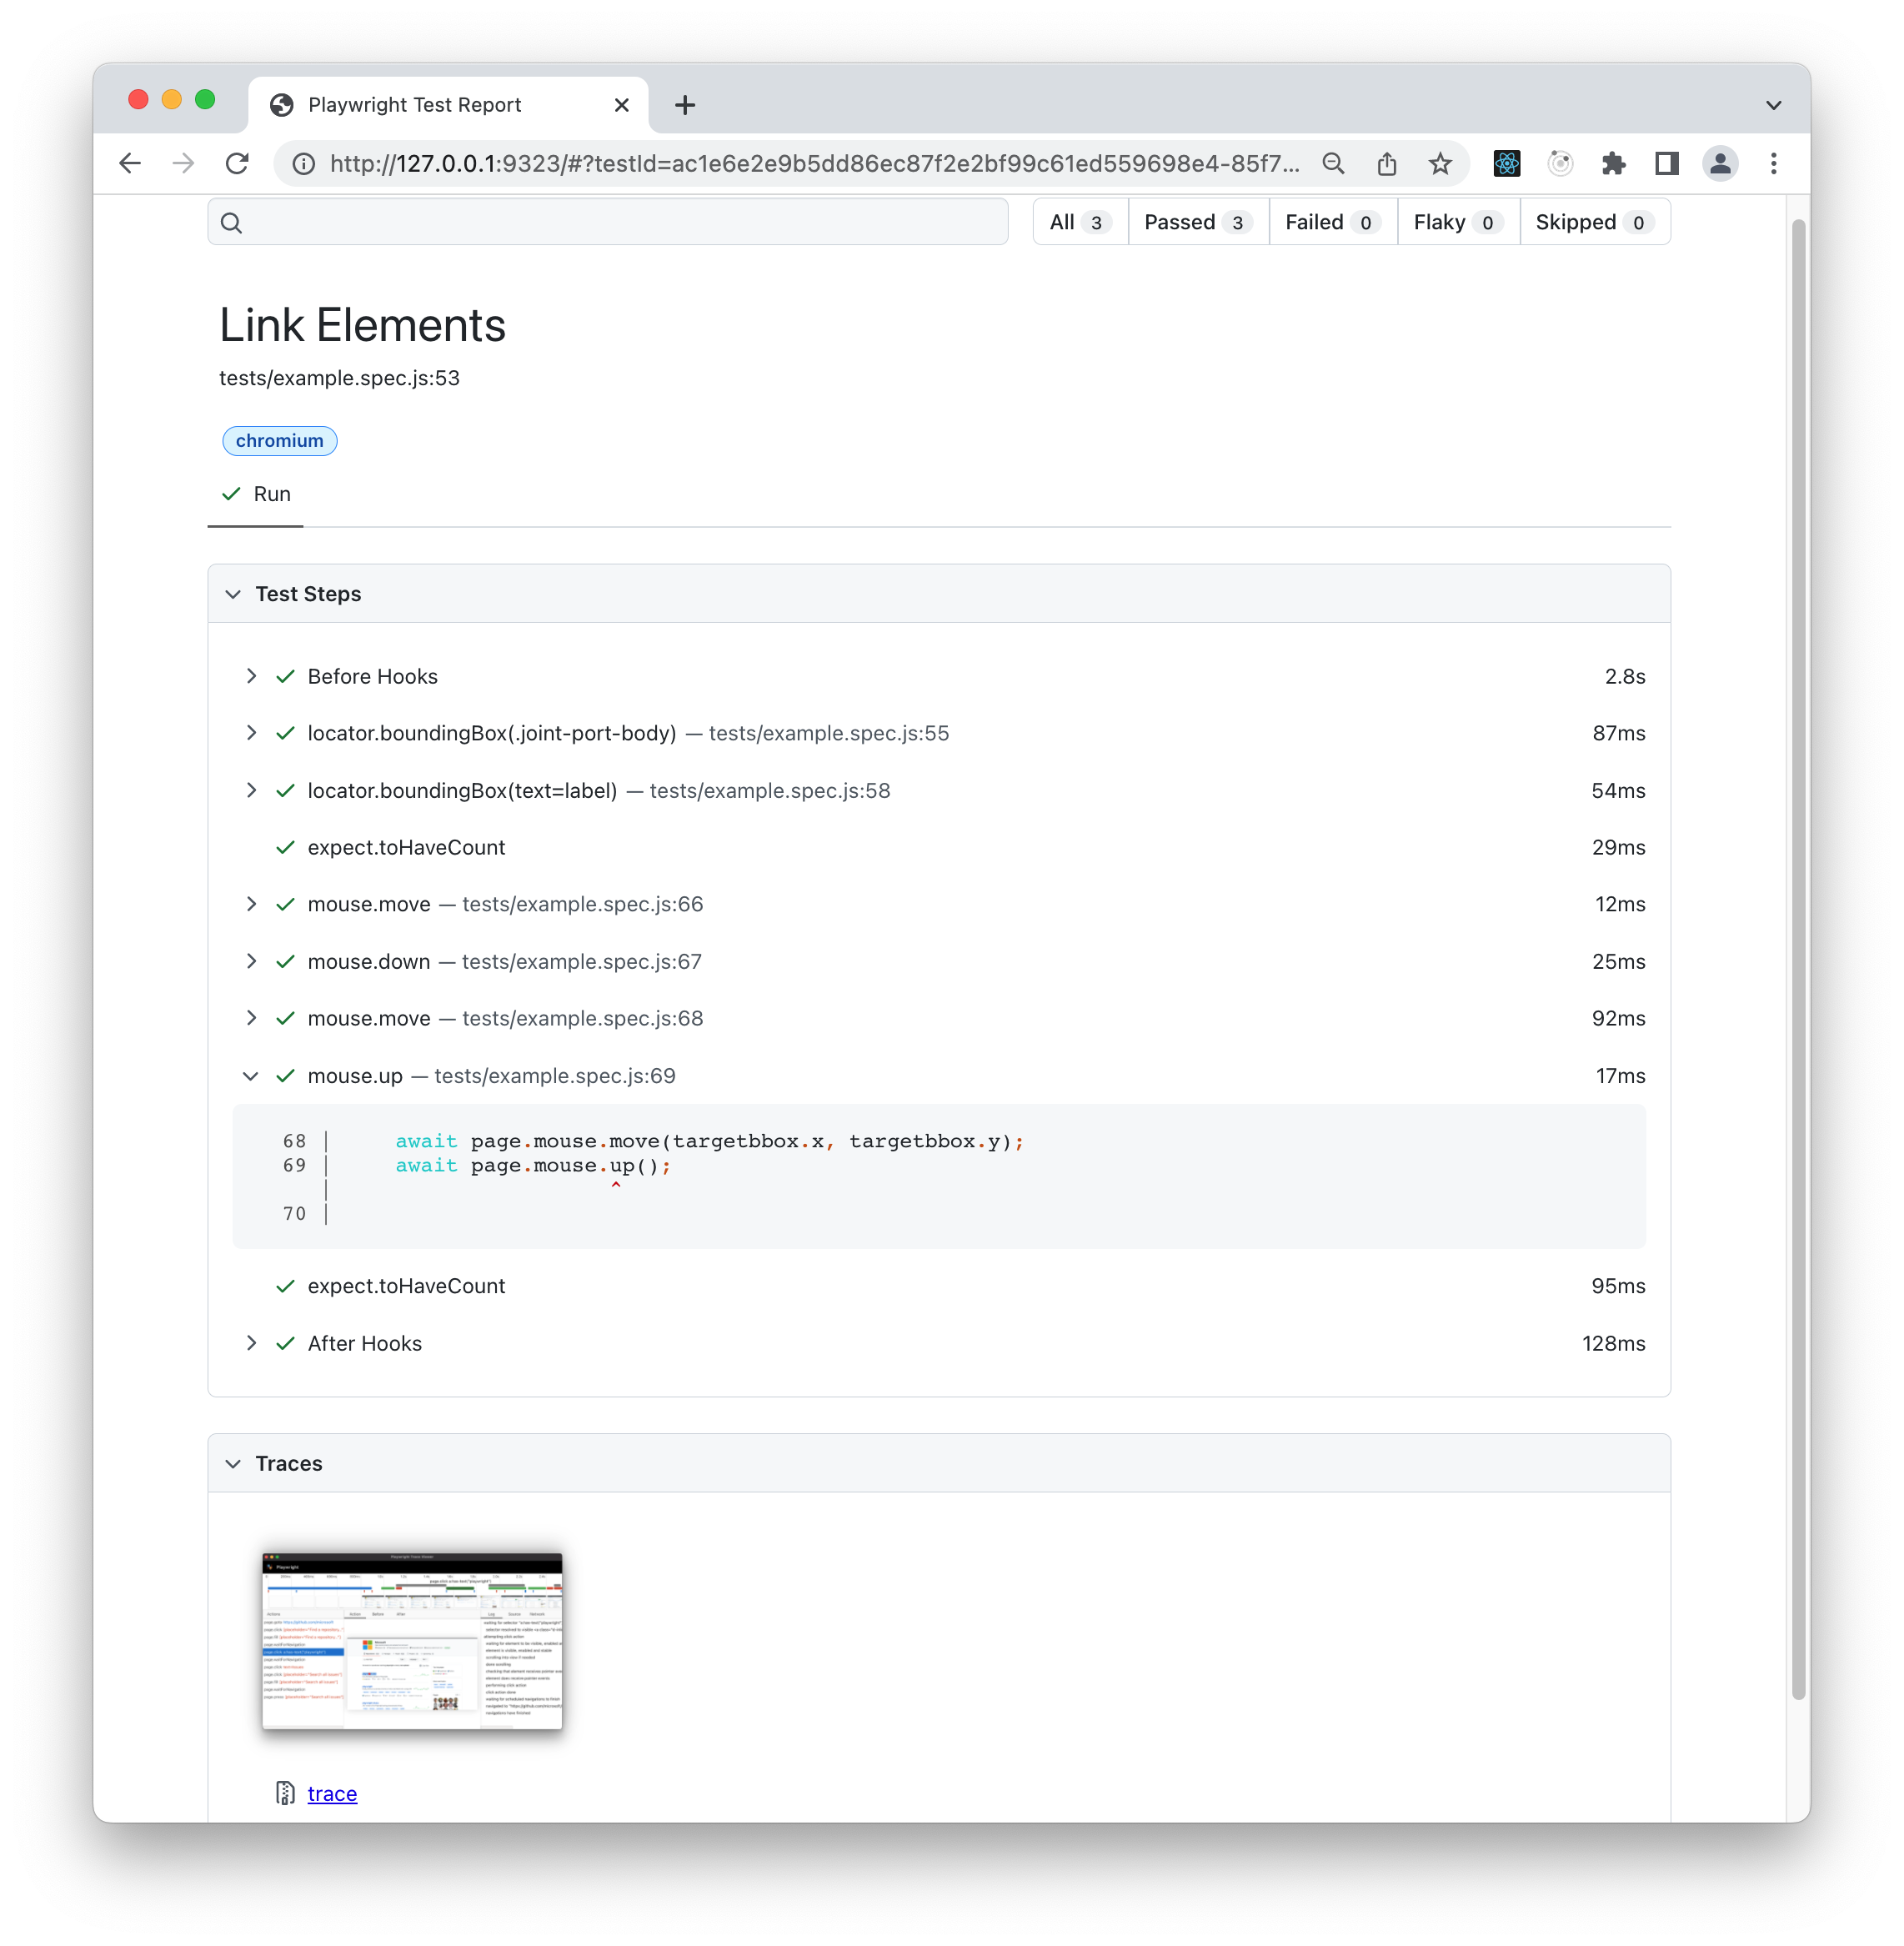 Playwright Test Report
http://127.0.0.1:9323/#?testId=ac1e6e2e9b5dd86ec87f2e2bf99c61ed559698e4-85f7...
All 3 Passed 3 Failed 0 Flaky 0 Skipped 0
Link Elements
tests/example.spec.js:53
chromium
Run
Test Steps
Before Hooks 2.8s
locator.boundingBox(.joint-port-body) — tests/example.spec.js:55 87ms
locator.boundingBox(text=label) — tests/example.spec.js:58 54ms
expect.toHaveCount 29ms
mouse.move — tests/example.spec.js:66 12ms
mouse.down — tests/example.spec.js:67 25ms
mouse.move — tests/example.spec.js:68 92ms
mouse.up — tests/example.spec.js:69 17ms
68 | await page.mouse.move(targetbbox.x, targetbbox.y);
69 | await page.mouse.up();
| ^
70 |
expect.toHaveCount 95ms
After Hooks 128ms
Traces
trace